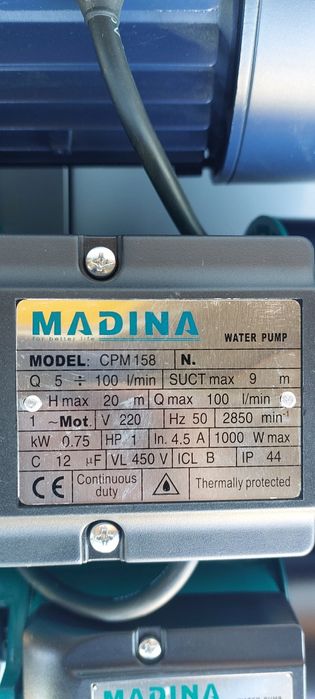 MADINA
for better life
WATER PUMP
MODEL: CPM158 N.
Q 5 ÷ 100 l/min SUCT max 9 m
H max 20 m Q max 100 l/min
1 ~Mot. V 220 Hz 50 2850 min⁻¹
kW 0.75 HP 1 In. 4.5 A 1000 W max
C 12 µF VL 450 V ICL B IP 44
CE Continuous duty Thermally protected
MADINA